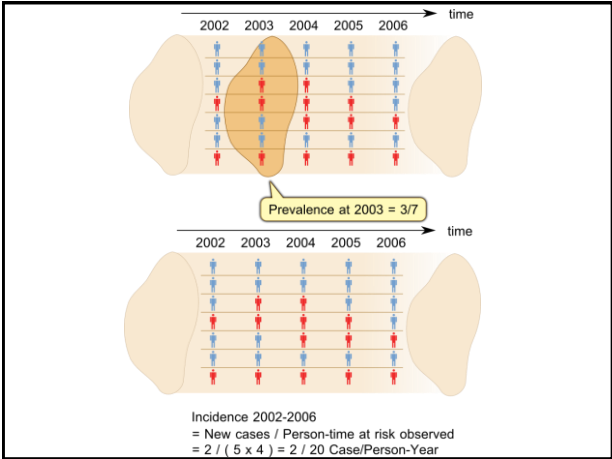 time
2002 2003 2004 2005 2006
Prevalence at 2003 = 3/7
time
2002 2003 2004 2005 2006
Incidence 2002-2006
= New cases / Person-time at risk observed
= 2 / ( 5 x 4 ) = 2 / 20 Case/Person-Year